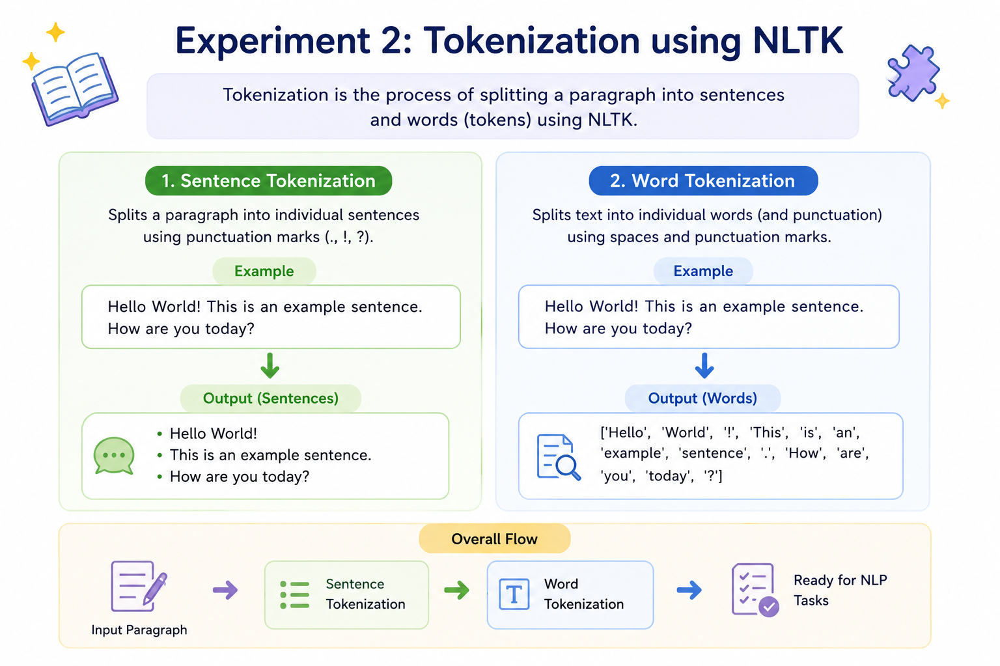 Experiment 2: Tokenization using NLTK
Tokenization is the process of splitting a paragraph into sentences
and words (tokens) using NLTK.
1. Sentence Tokenization
Splits a paragraph into individual sentences
using punctuation marks (., !, ?).
Example
Hello World! This is an example sentence.
How are you today?
Output (Sentences)
• Hello World!
• This is an example sentence.
• How are you today?
2. Word Tokenization
Splits text into individual words (and punctuation)
using spaces and punctuation marks.
Example
Hello World! This is an example sentence.
How are you today?
Output (Words)
['Hello', 'World', '!', 'This', 'is', 'an',
'example', 'sentence', '.', 'How', 'are',
'you', 'today', '?']
Overall Flow
Input Paragraph
Sentence
Tokenization
T
Word
Tokenization
Ready for NLP
Tasks